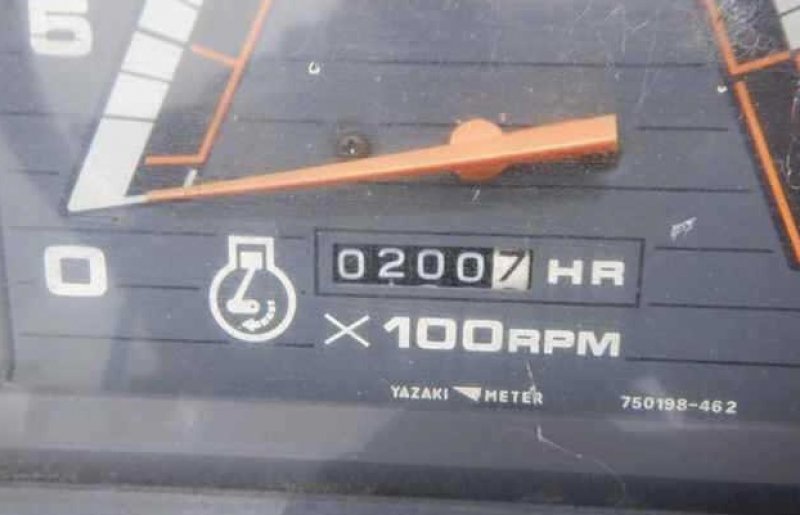 5
0
02007 HR
×100RPM
YAZAKI METER 750198-462